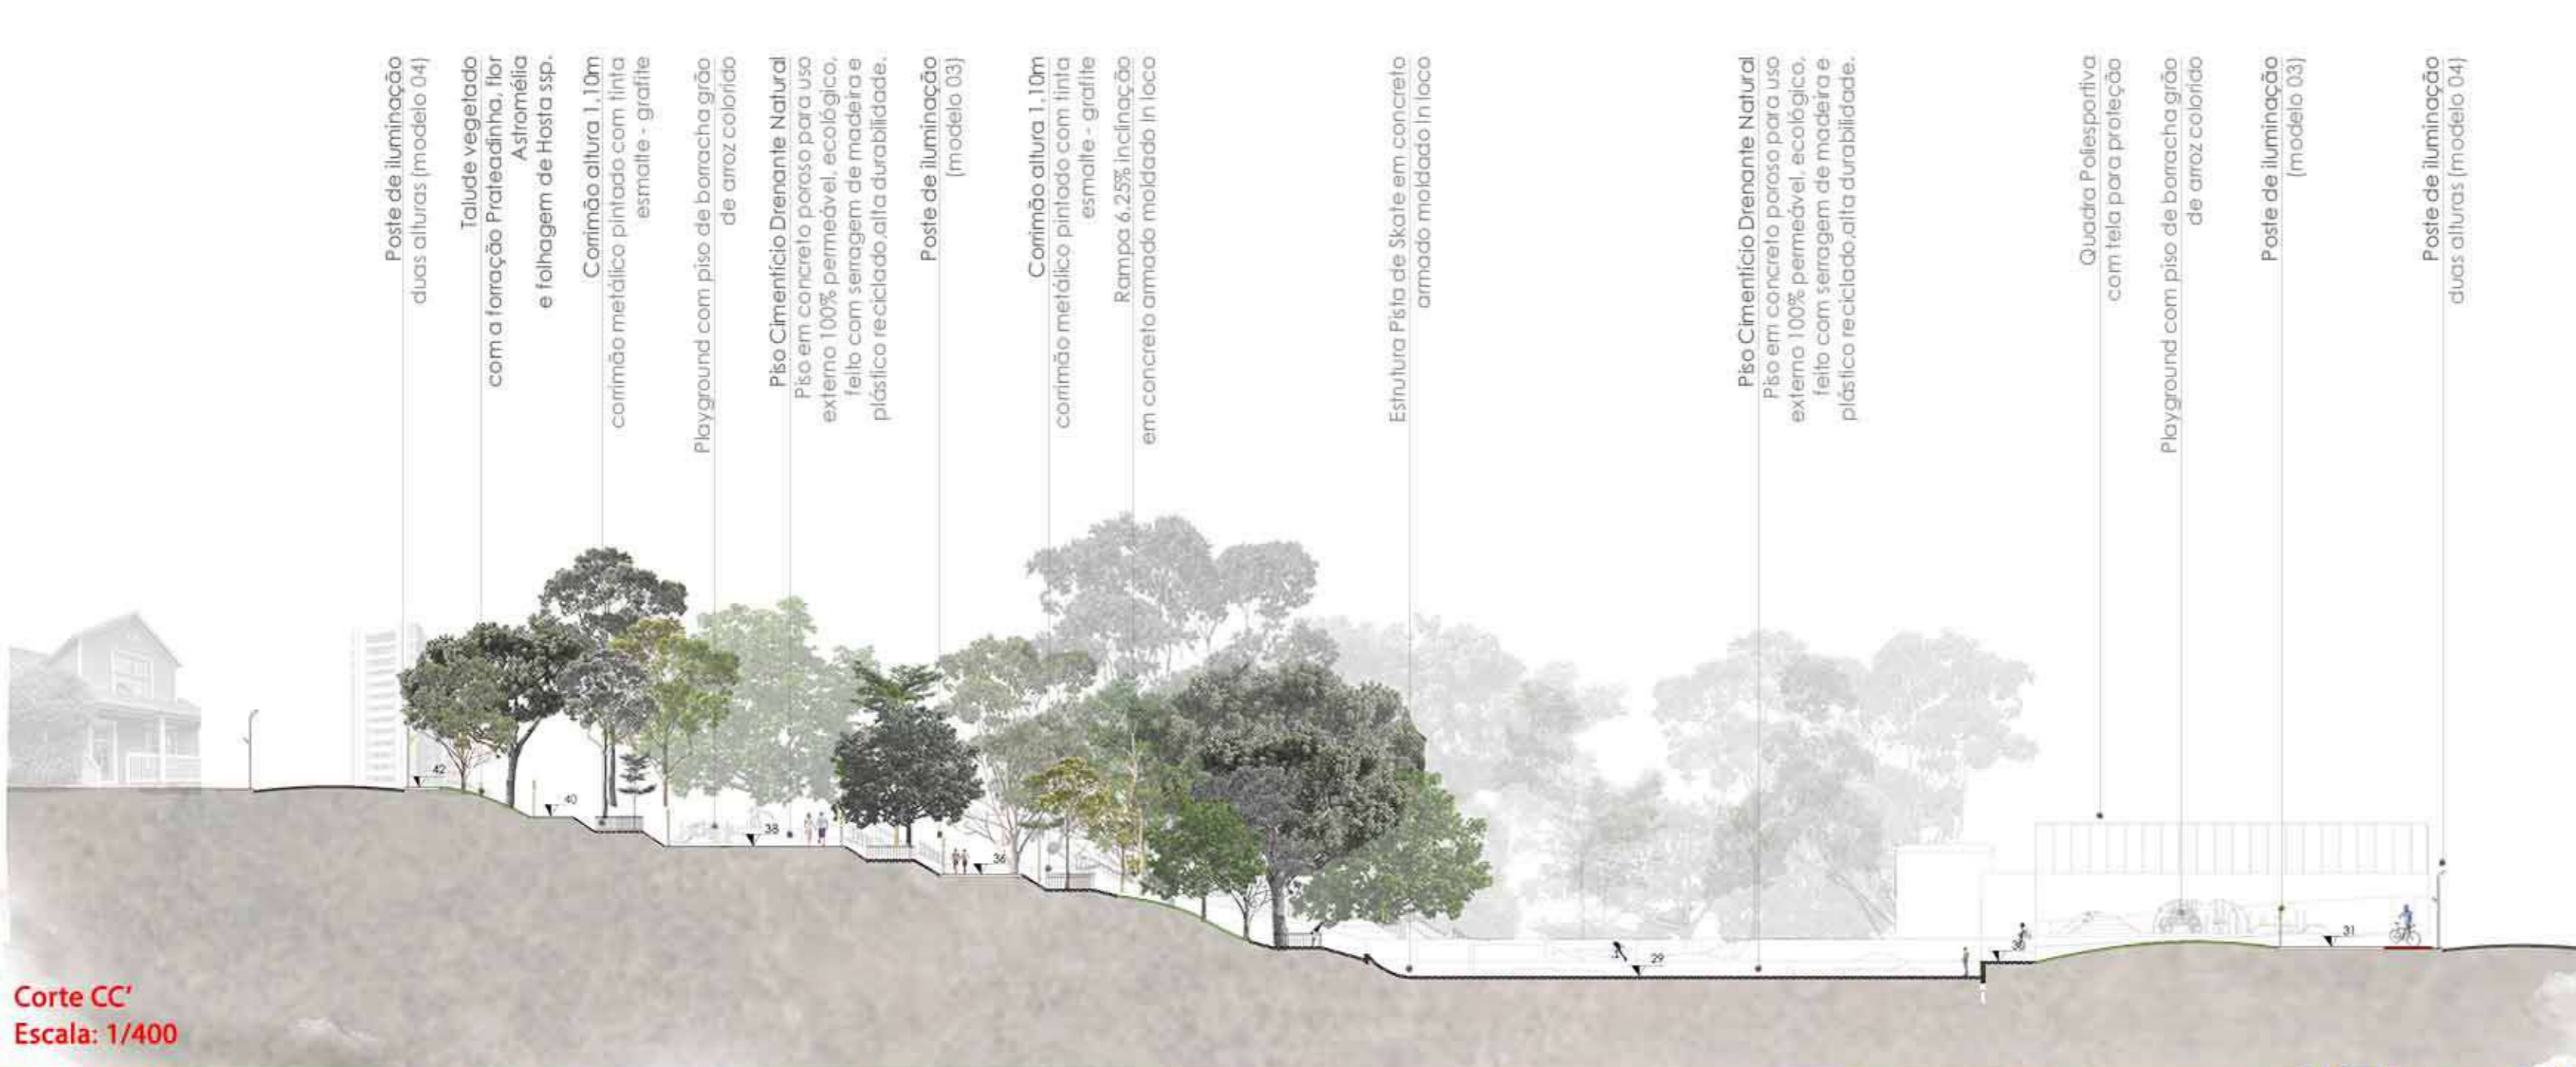 Poste de iluminação
duas alturas (modelo 04)
Talude vegetado
com a forração Prateadinha, flor
Astromélia
e folhagem de Hosta ssp.
Corrimão altura 1,10m
corrimão metálico pintado com tinta
esmalte - grafite
Playground com piso de borracha grão
de arroz colorido
Piso Cimentício Drenante Natural
Piso em concreto poroso para uso
externo 100% permeável, ecológico,
feito com serragem de madeira e
plástico reciclado,alta durabilidade.
Poste de iluminação
(modelo 03)
Corrimão altura 1,10m
corrimão metálico pintado com tinta
esmalte - grafite
Rampa 6.25% inclinação
em concreto armado moldado in loco
Estrutura Pista de Skate em concreto
armado moldado in loco
Piso Cimentício Drenante Natural
Piso em concreto poroso para uso
externo 100% permeável, ecológico,
feito com serragem de madeira e
plástico reciclado,alta durabilidade.
Quadra Poliesportiva
com tela para proteção
Playground com piso de borracha grão
de arroz colorido
Poste de iluminação
(modelo 03)
Poste de iluminação
duas alturas (modelo 04)
42
40
38
36
29
30
31
Corte CC'
Escala: 1/400